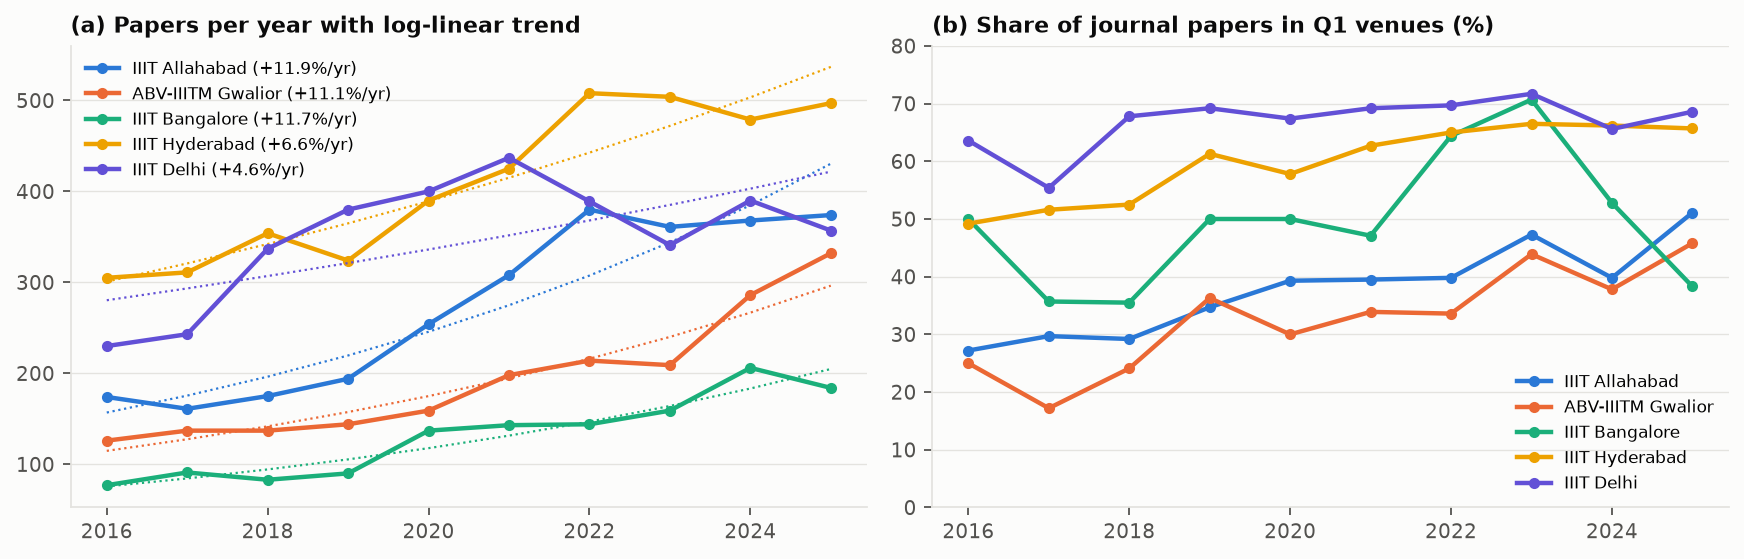 (a) Papers per year with log-linear trend
IIIT Allahabad (+11.9%/yr)
ABV-IIITM Gwalior (+11.1%/yr)
IIIT Bangalore (+11.7%/yr)
IIIT Hyderabad (+6.6%/yr)
IIIT Delhi (+4.6%/yr)
500
400
300
200
100
2016 2018 2020 2022 2024
(b) Share of journal papers in Q1 venues (%)
80
70
60
50
40
30
20
10
0
IIIT Allahabad
ABV-IIITM Gwalior
IIIT Bangalore
IIIT Hyderabad
IIIT Delhi
2016 2018 2020 2022 2024